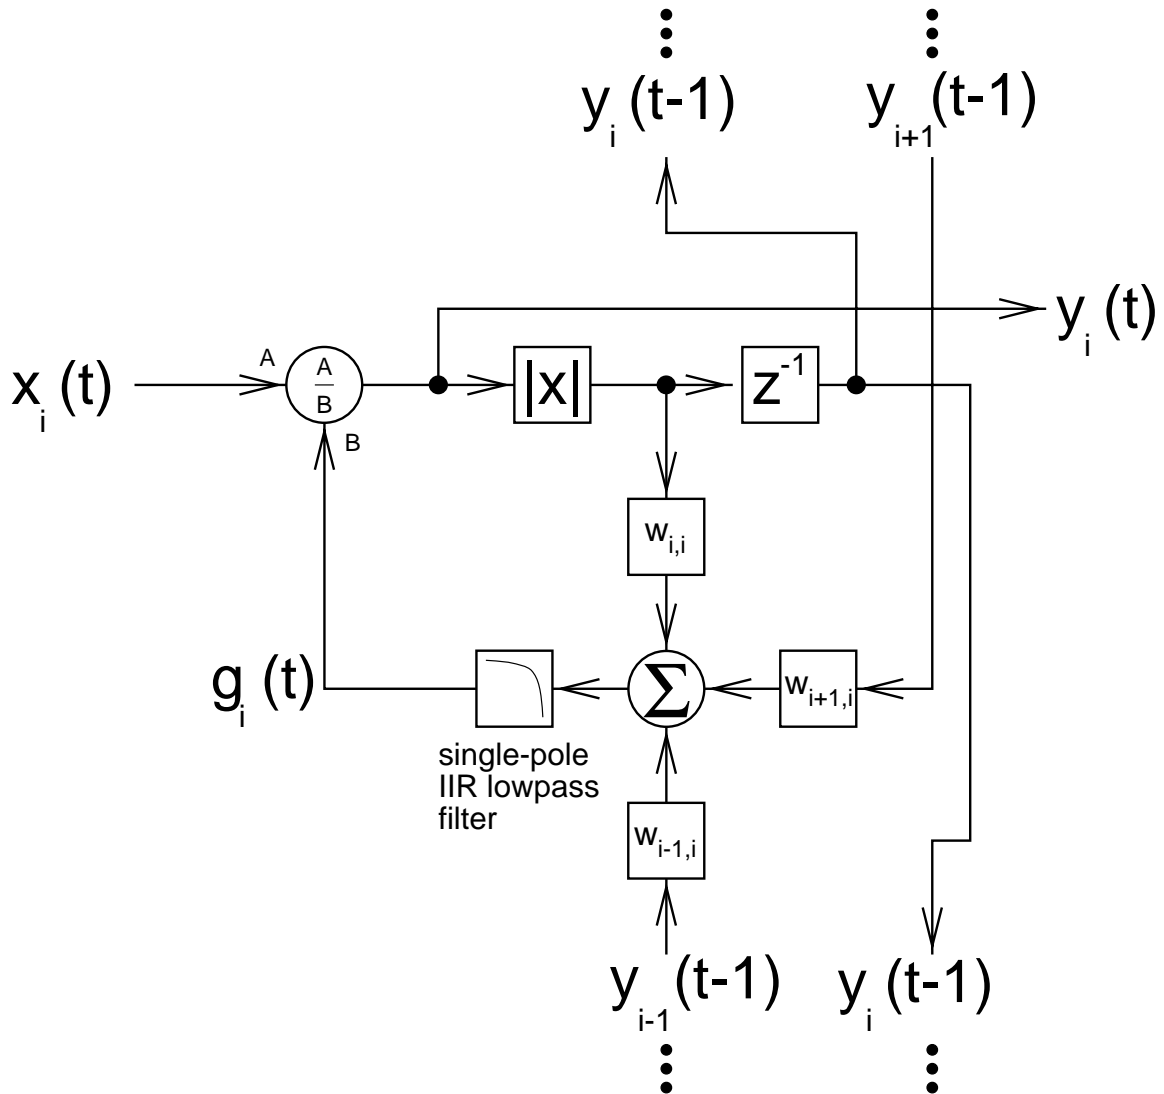 y_i (t-1) y_{i+1}(t-1)
y_i (t)
x_i (t) A A/B B |x| z^{-1}
w_{i,i}
g_i (t) Σ w_{i+1,i}
single-pole
IIR lowpass
filter
w_{i-1,i}
y_{i-1} (t-1) y_i (t-1)